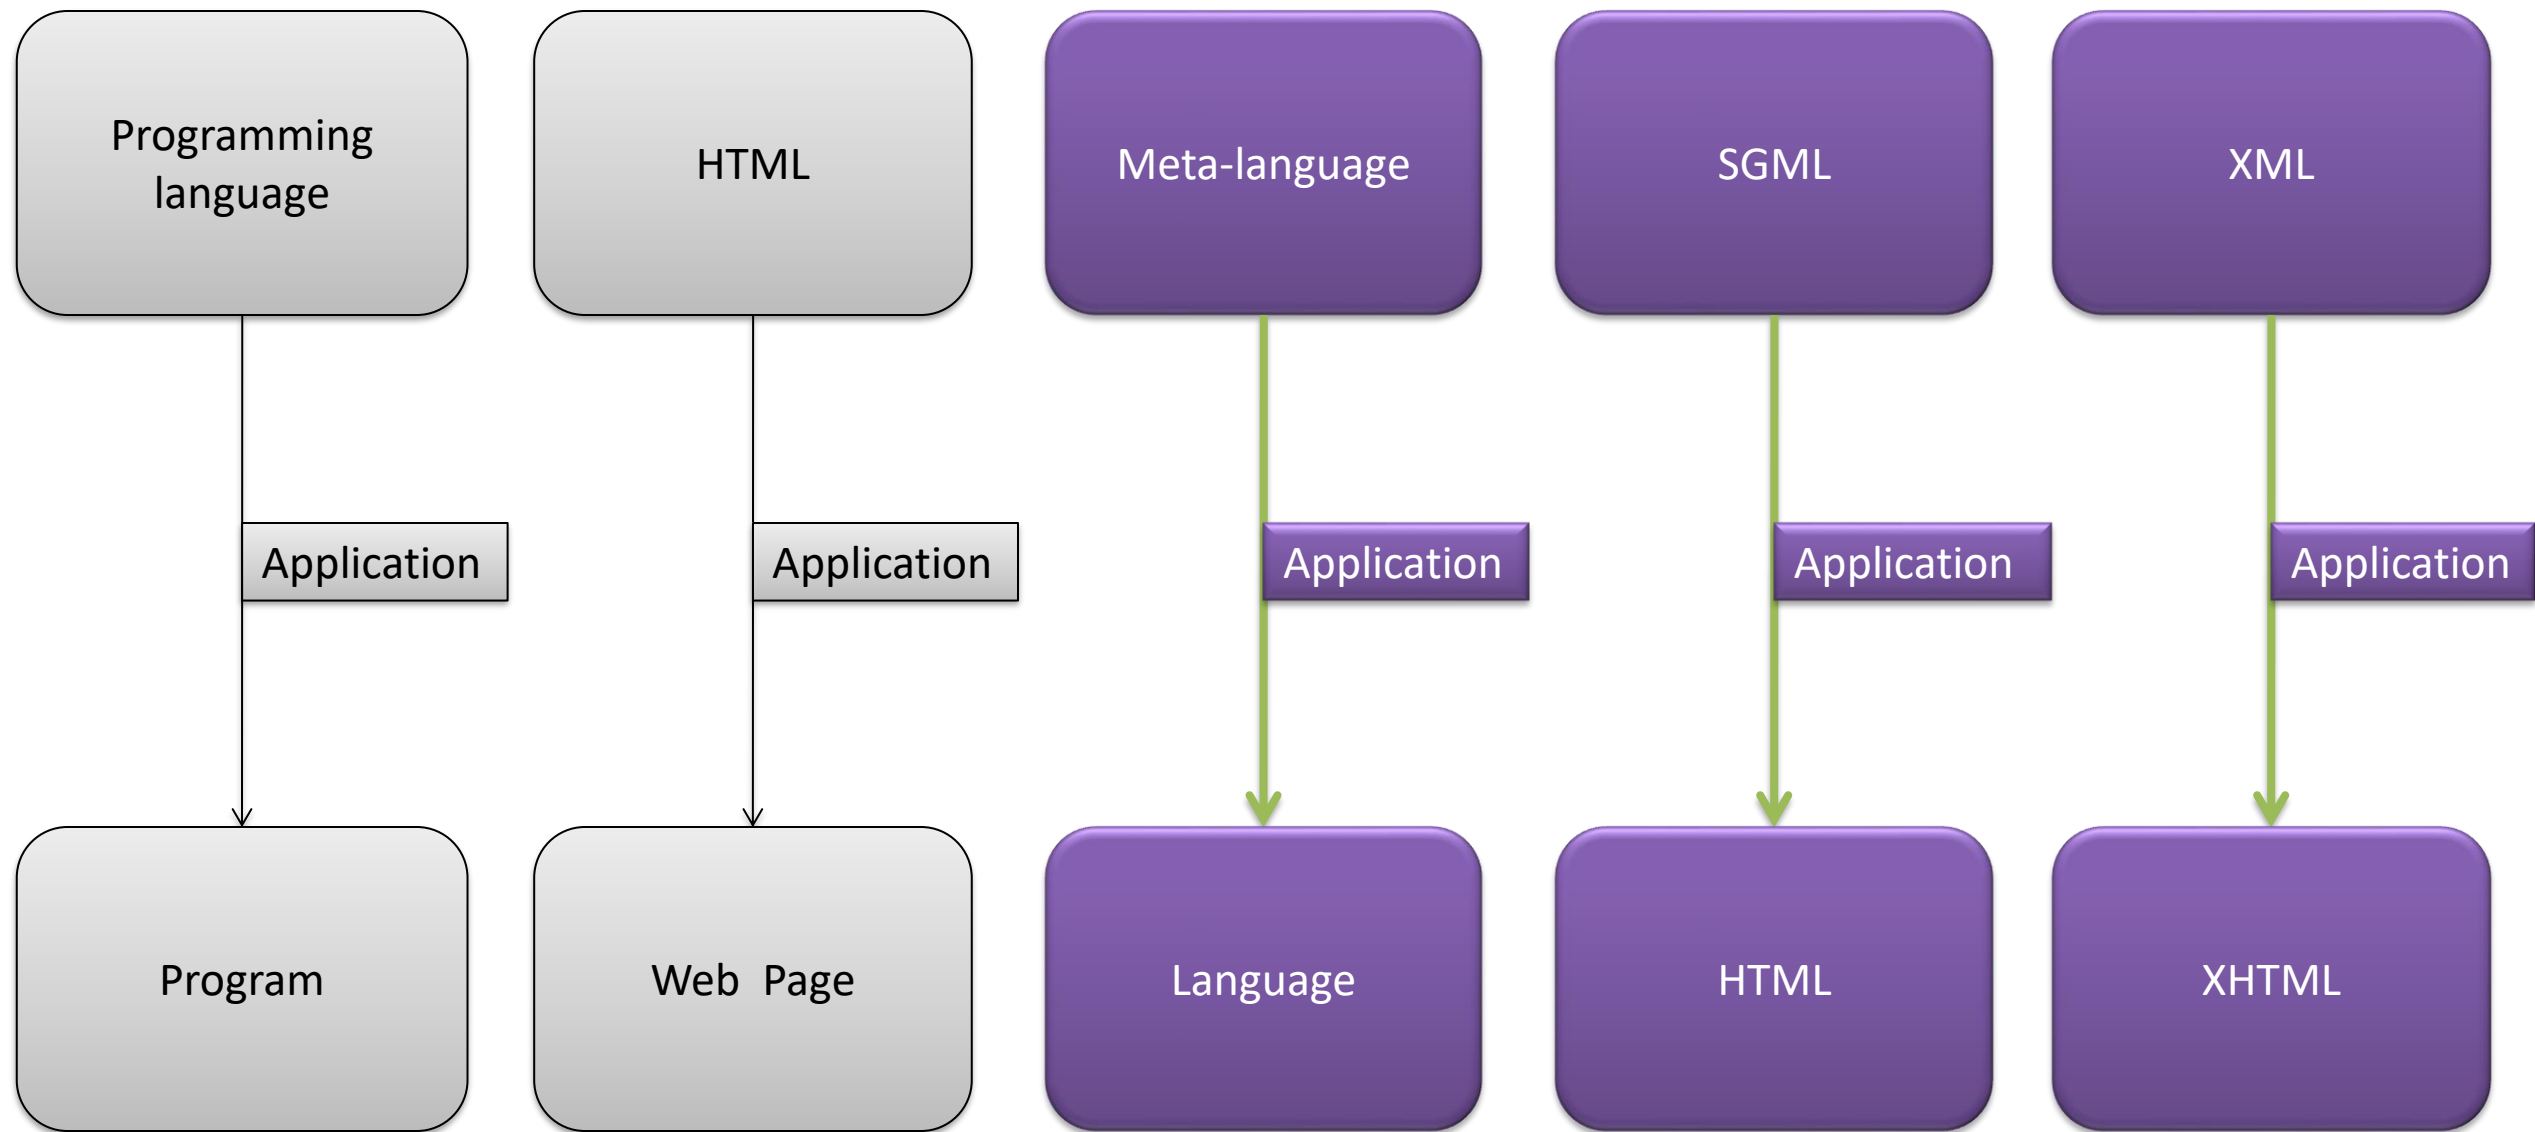 Programming
language
HTML
Meta-language
SGML
XML
Application
Application
Application
Application
Application
Program
Web Page
Language
HTML
XHTML